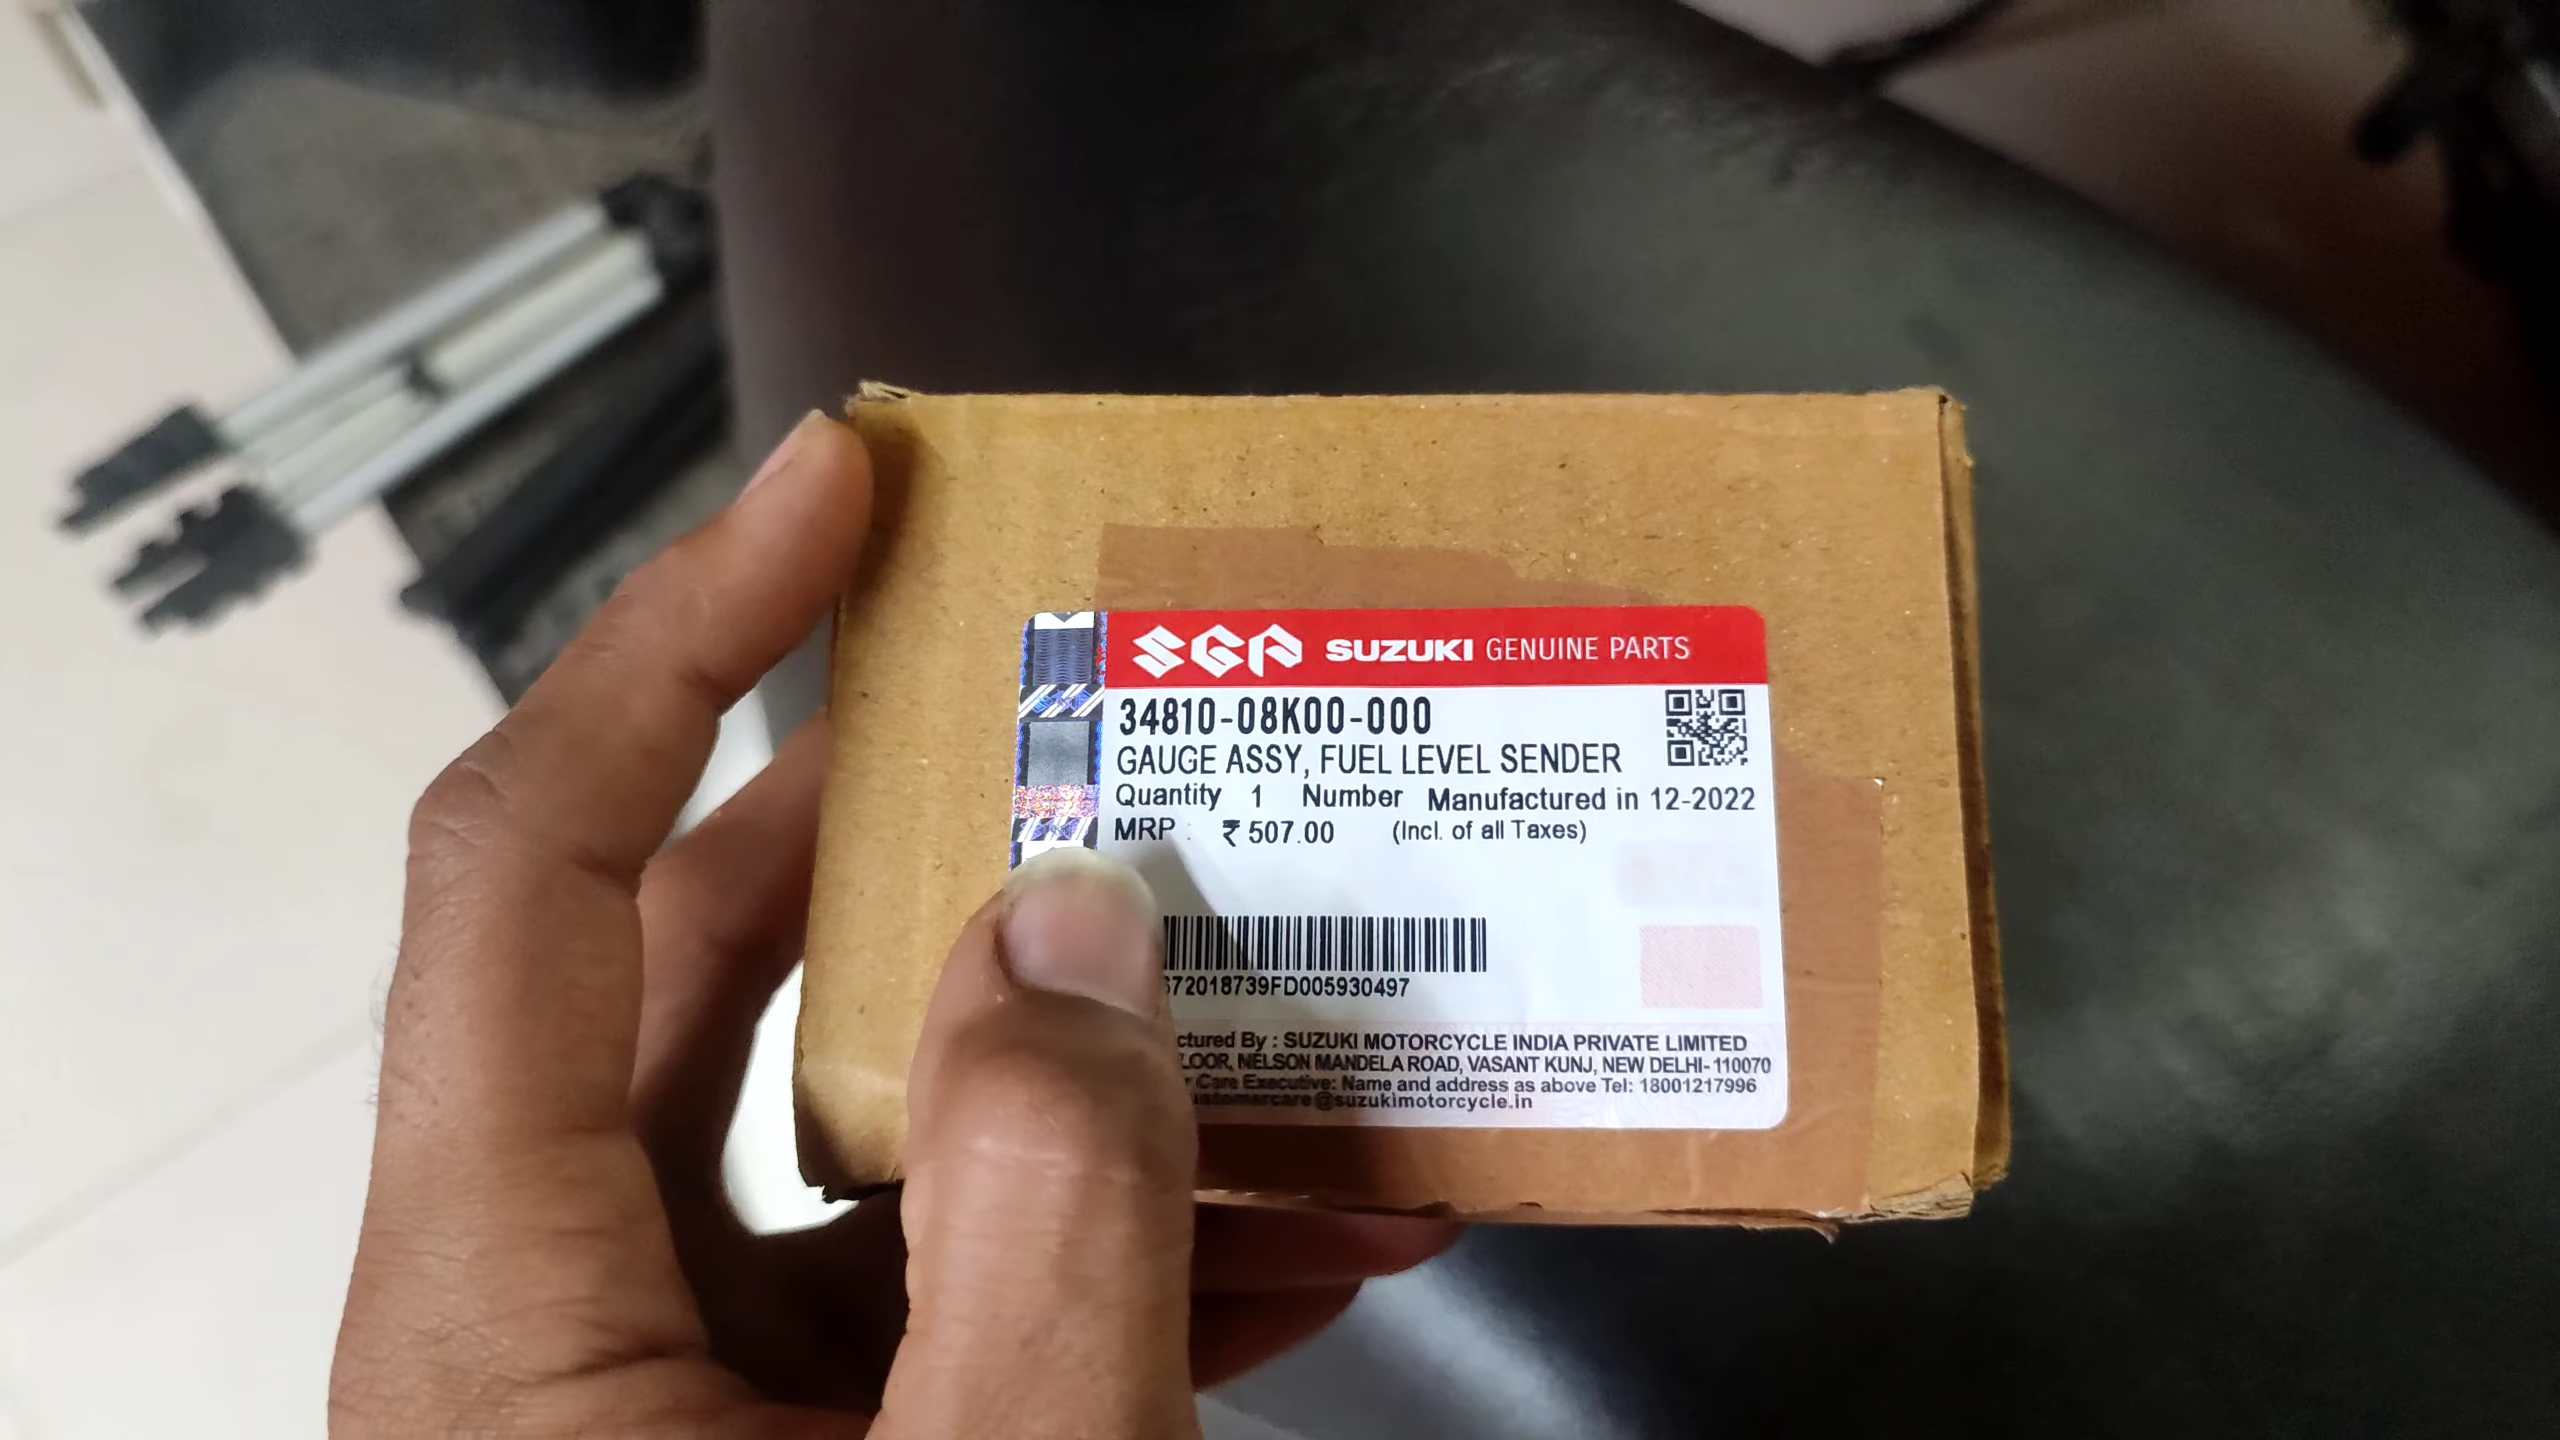 SGP SUZUKI GENUINE PARTS
34810-08K00-000
GAUGE ASSY, FUEL LEVEL SENDER
Quantity 1 Number Manufactured in 12-2022
MRP : ₹ 507.00 (Incl. of all Taxes)
72018739FD005930497
ctured By : SUZUKI MOTORCYCLE INDIA PRIVATE LIMITED
LOOR, NELSON MANDELA ROAD, VASANT KUNJ, NEW DELHI- 110070
r Care Executive: Name and address as above Tel: 18001217996
ustomercare@suzukimotorcycle.in